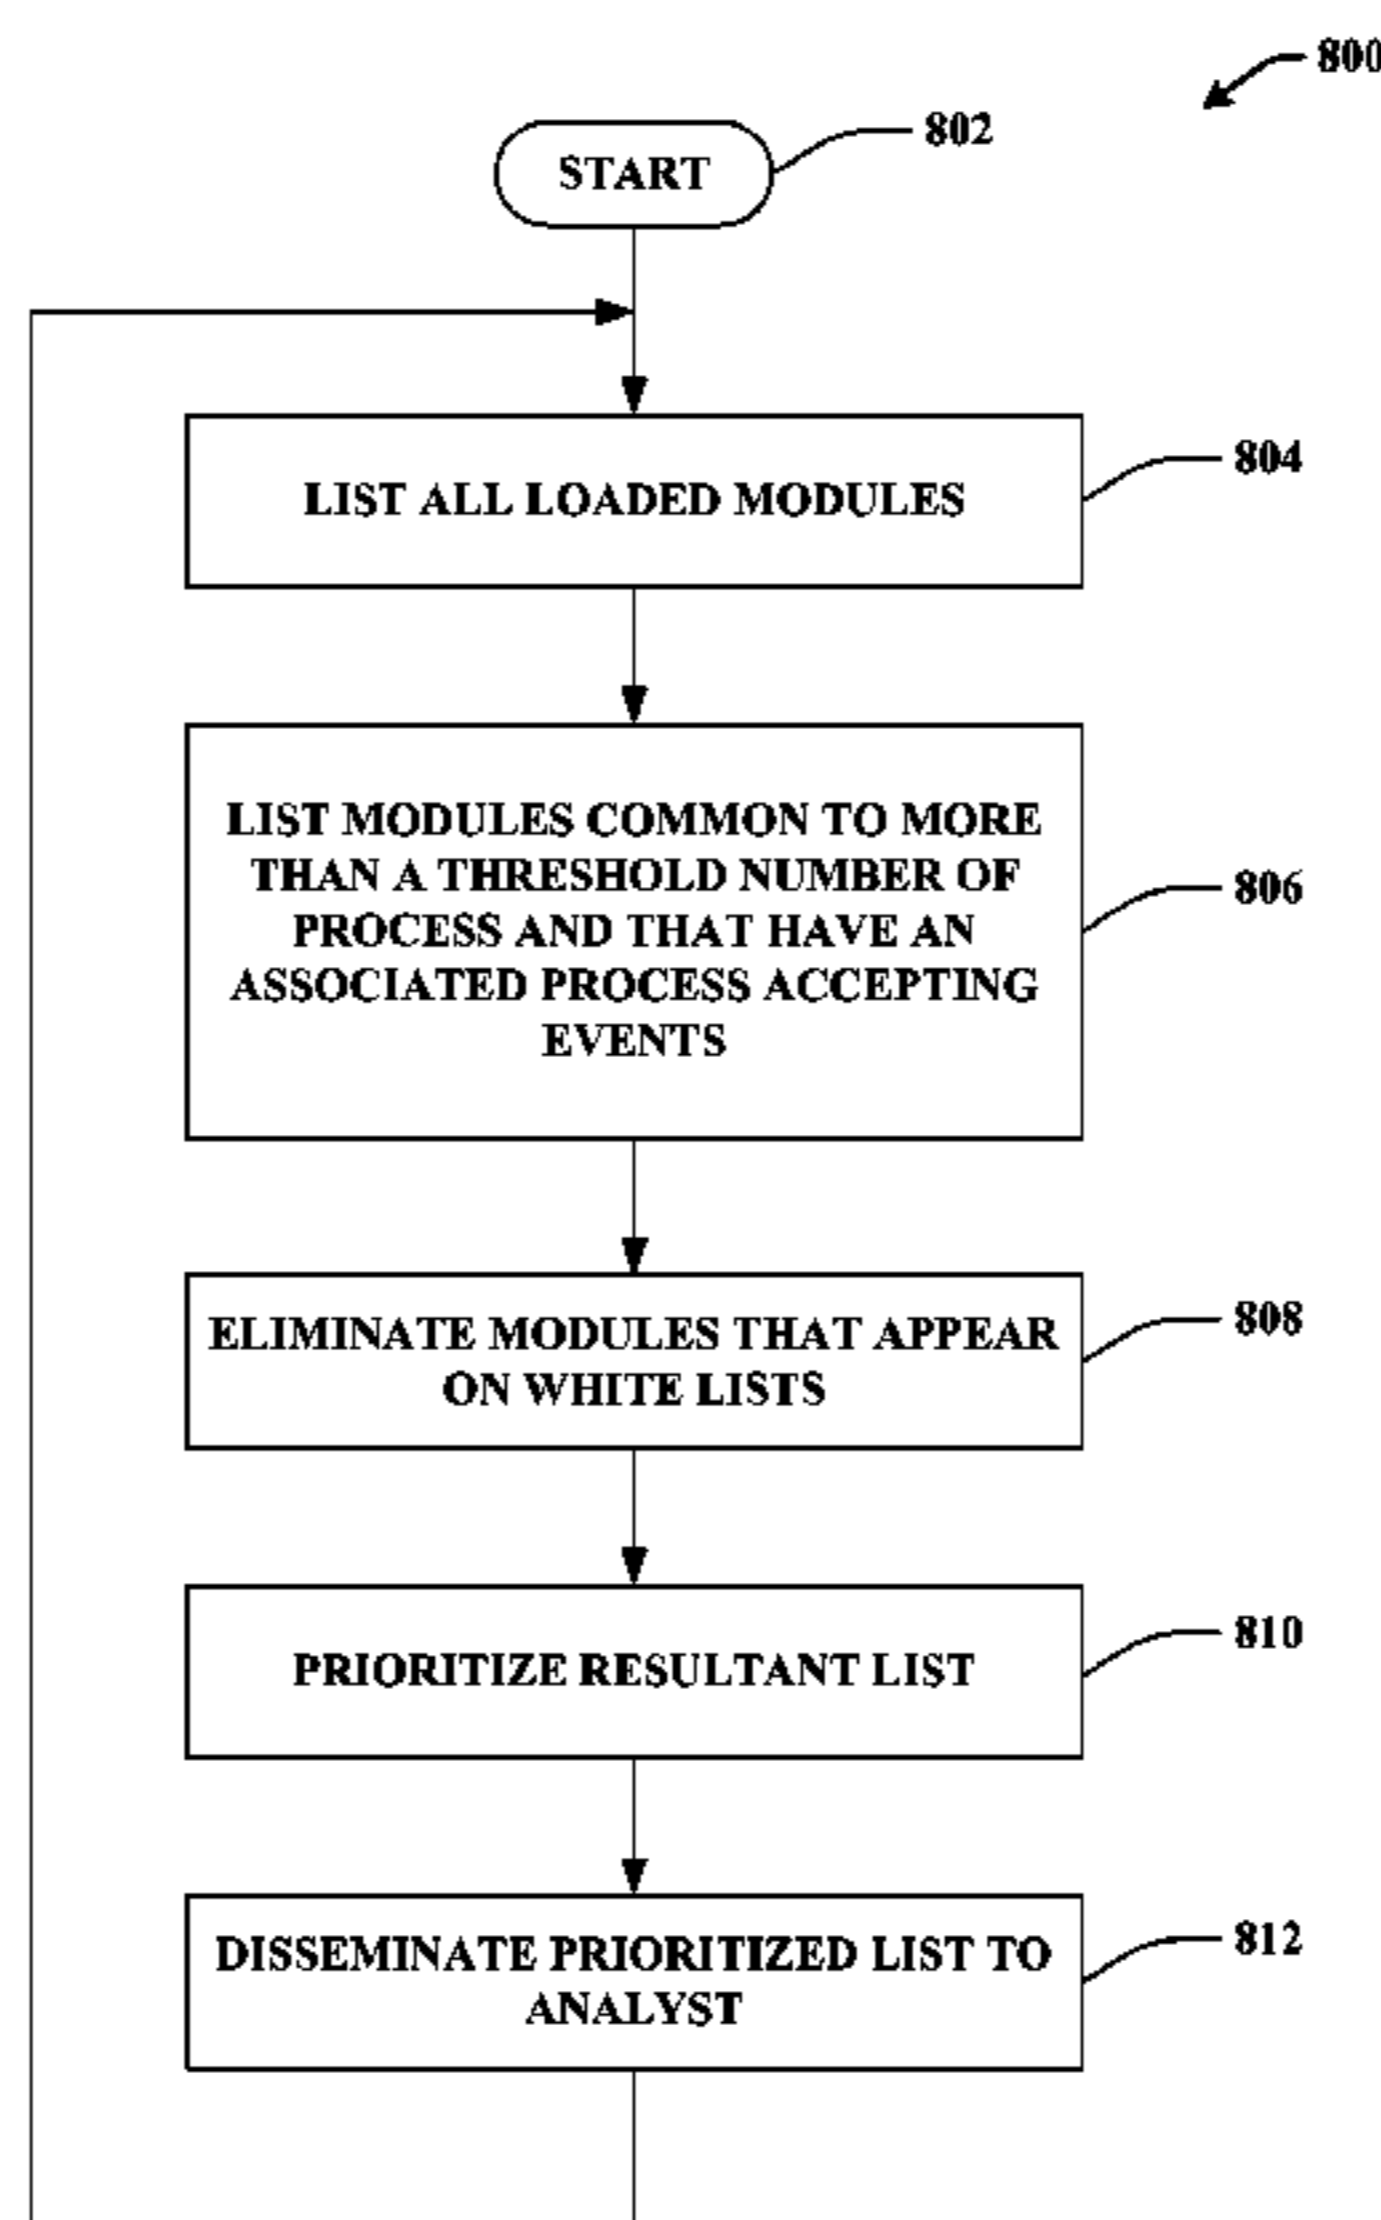 800
802
START
804
LIST ALL LOADED MODULES
LIST MODULES COMMON TO MORE
THAN A THRESHOLD NUMBER OF
PROCESS AND THAT HAVE AN
ASSOCIATED PROCESS ACCEPTING
EVENTS
806
808
ELIMINATE MODULES THAT APPEAR
ON WHITE LISTS
810
PRIORITIZE RESULTANT LIST
812
DISSEMINATE PRIORITIZED LIST TO
ANALYST